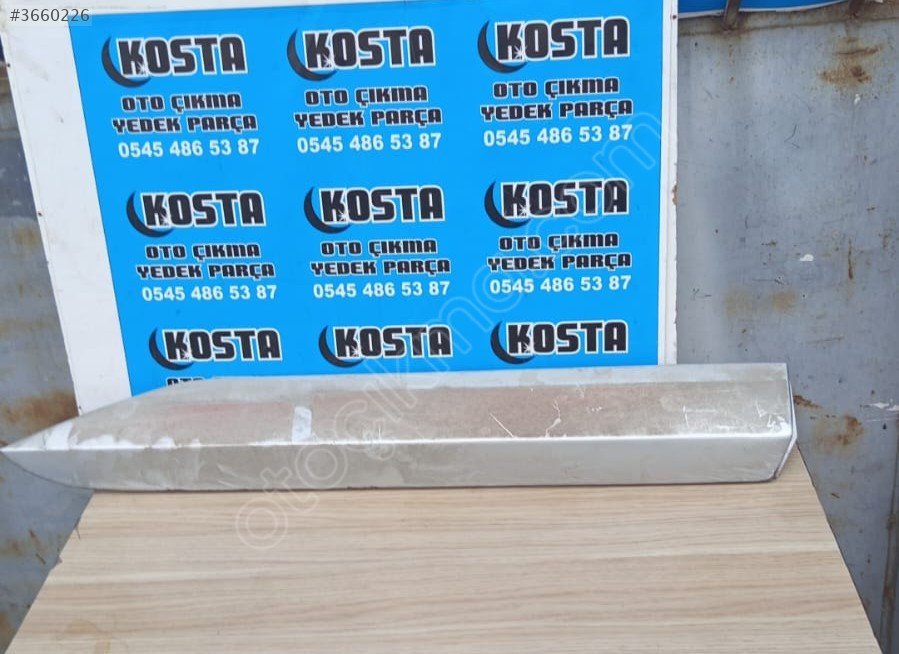 #3660226
KOSTA KOSTA KOSTA
OTO ÇIKMA OTO ÇIKMA OTO ÇIKMA
YEDEK PARÇA YEDEK PARÇA YEDEK PARÇA
0545 486 53 87 0545 486 53 87 0545 486 53 87
KOSTA KOSTA KOSTA
OTO ÇIKMA OTO ÇIKMA OTO ÇIKMA
YEDEK PARÇA YEDEK PARÇA YEDEK PARÇA
0545 486 53 87 0545 486 53 87 0545 486 53 87
KOSTA KOSTA KOSTA
OTO
otocikmer.com